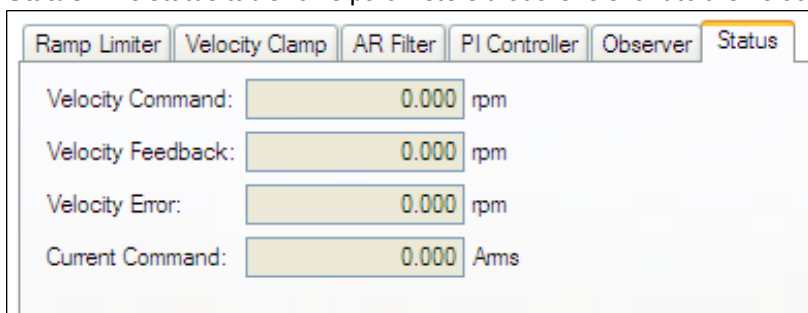 Ramp Limiter Velocity Clamp AR Filter PI Controller Observer Status
Velocity Command: 0.000 rpm
Velocity Feedback: 0.000 rpm
Velocity Error: 0.000 rpm
Current Command: 0.000 Arms